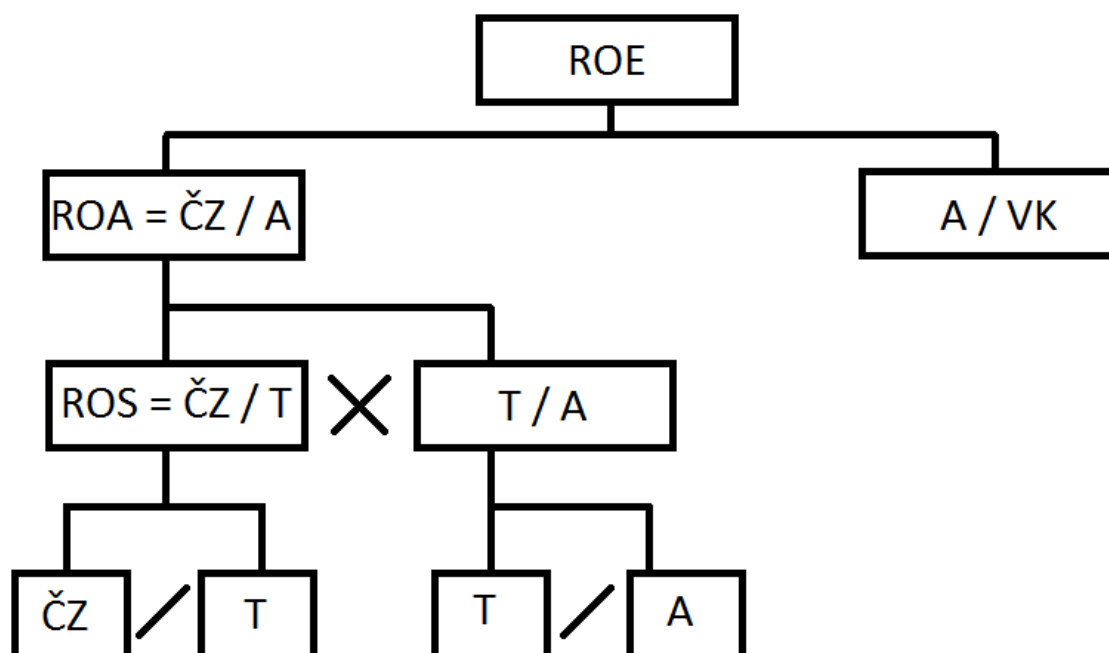 ROE
ROA = ČZ / A
A / VK
ROS = ČZ / T
T / A
ČZ
T
T
A